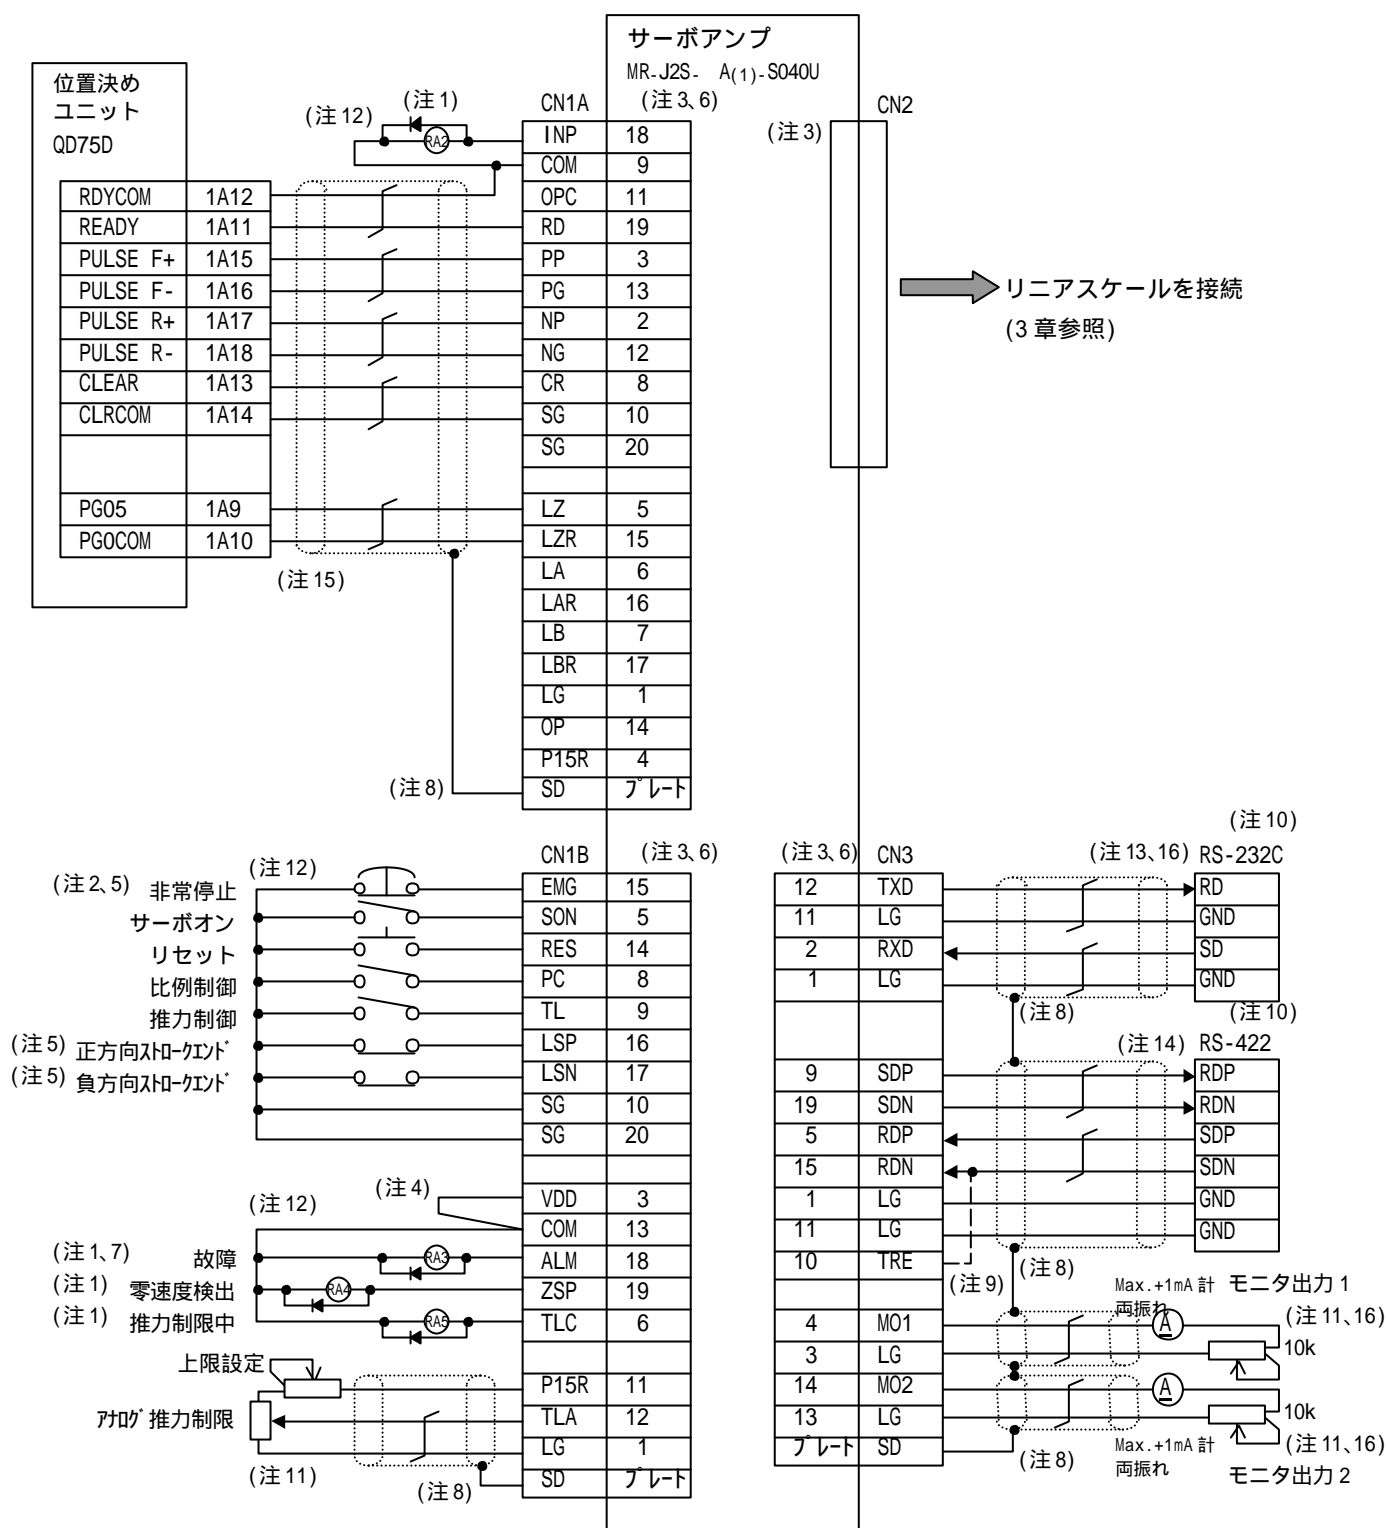 サーボアンプ
MR-J2S- A(1)-S040U
位置決め
ユニット
QD75D
(注12)
(注1)
CN1A
(注3、6)
(注3)
CN2
RA2
INP 18
COM 9
RDYCOM 1A12 OPC 11
READY 1A11 RD 19
PULSE F+ 1A15 PP 3
PULSE F- 1A16 PG 13
PULSE R+ 1A17 NP 2
PULSE R- 1A18 NG 12
CLEAR 1A13 CR 8
CLRCOM 1A14 SG 10
SG 20
PG05 1A9 LZ 5
PG0COM 1A10 LZR 15
(注15)
LA 6
LAR 16
LB 7
LBR 17
LG 1
OP 14
P15R 4
(注8)
SD プレート
リニアスケールを接続
(3章参照)
CN1B
(注3、6)
(注12)
(注2、5) 非常停止 EMG 15
サーボオン SON 5
リセット RES 14
比例制御 PC 8
推力制御 TL 9
(注5) 正方向ストロークエンド LSP 16
(注5) 負方向ストロークエンド LSN 17
SG 10
SG 20
(注12)
(注4)
VDD 3
COM 13
(注1、7) 故障 RA3 ALM 18
(注1) 零速度検出 RA4 ZSP 19
(注1) 推力制限中 RA5 TLC 6
上限設定
P15R 11
アナログ推力制限 TLA 12
LG 1
(注11)
(注8)
SD プレート
(注10)
(注3、6) CN3 (注13、16) RS-232C
12 TXD RD
11 LG GND
2 RXD SD
1 LG GND
(注8)
(注10)
(注14) RS-422
9 SDP RDP
19 SDN RDN
5 RDP SDP
15 RDN SDN
1 LG GND
11 LG GND
10 TRE
(注9)
(注8)
Max.+1mA計
両振れ
モニタ出力1
(注11、16)
4 MO1 A
3 LG 10k
14 MO2 A
13 LG 10k
プレート SD
(注8)
Max.+1mA計
両振れ
(注11、16)
モニタ出力2